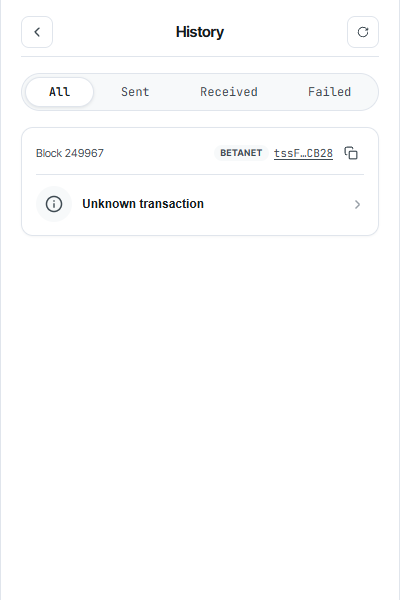 History
All Sent Received Failed
Block 249967 BETANET tssF…CB28
Unknown transaction